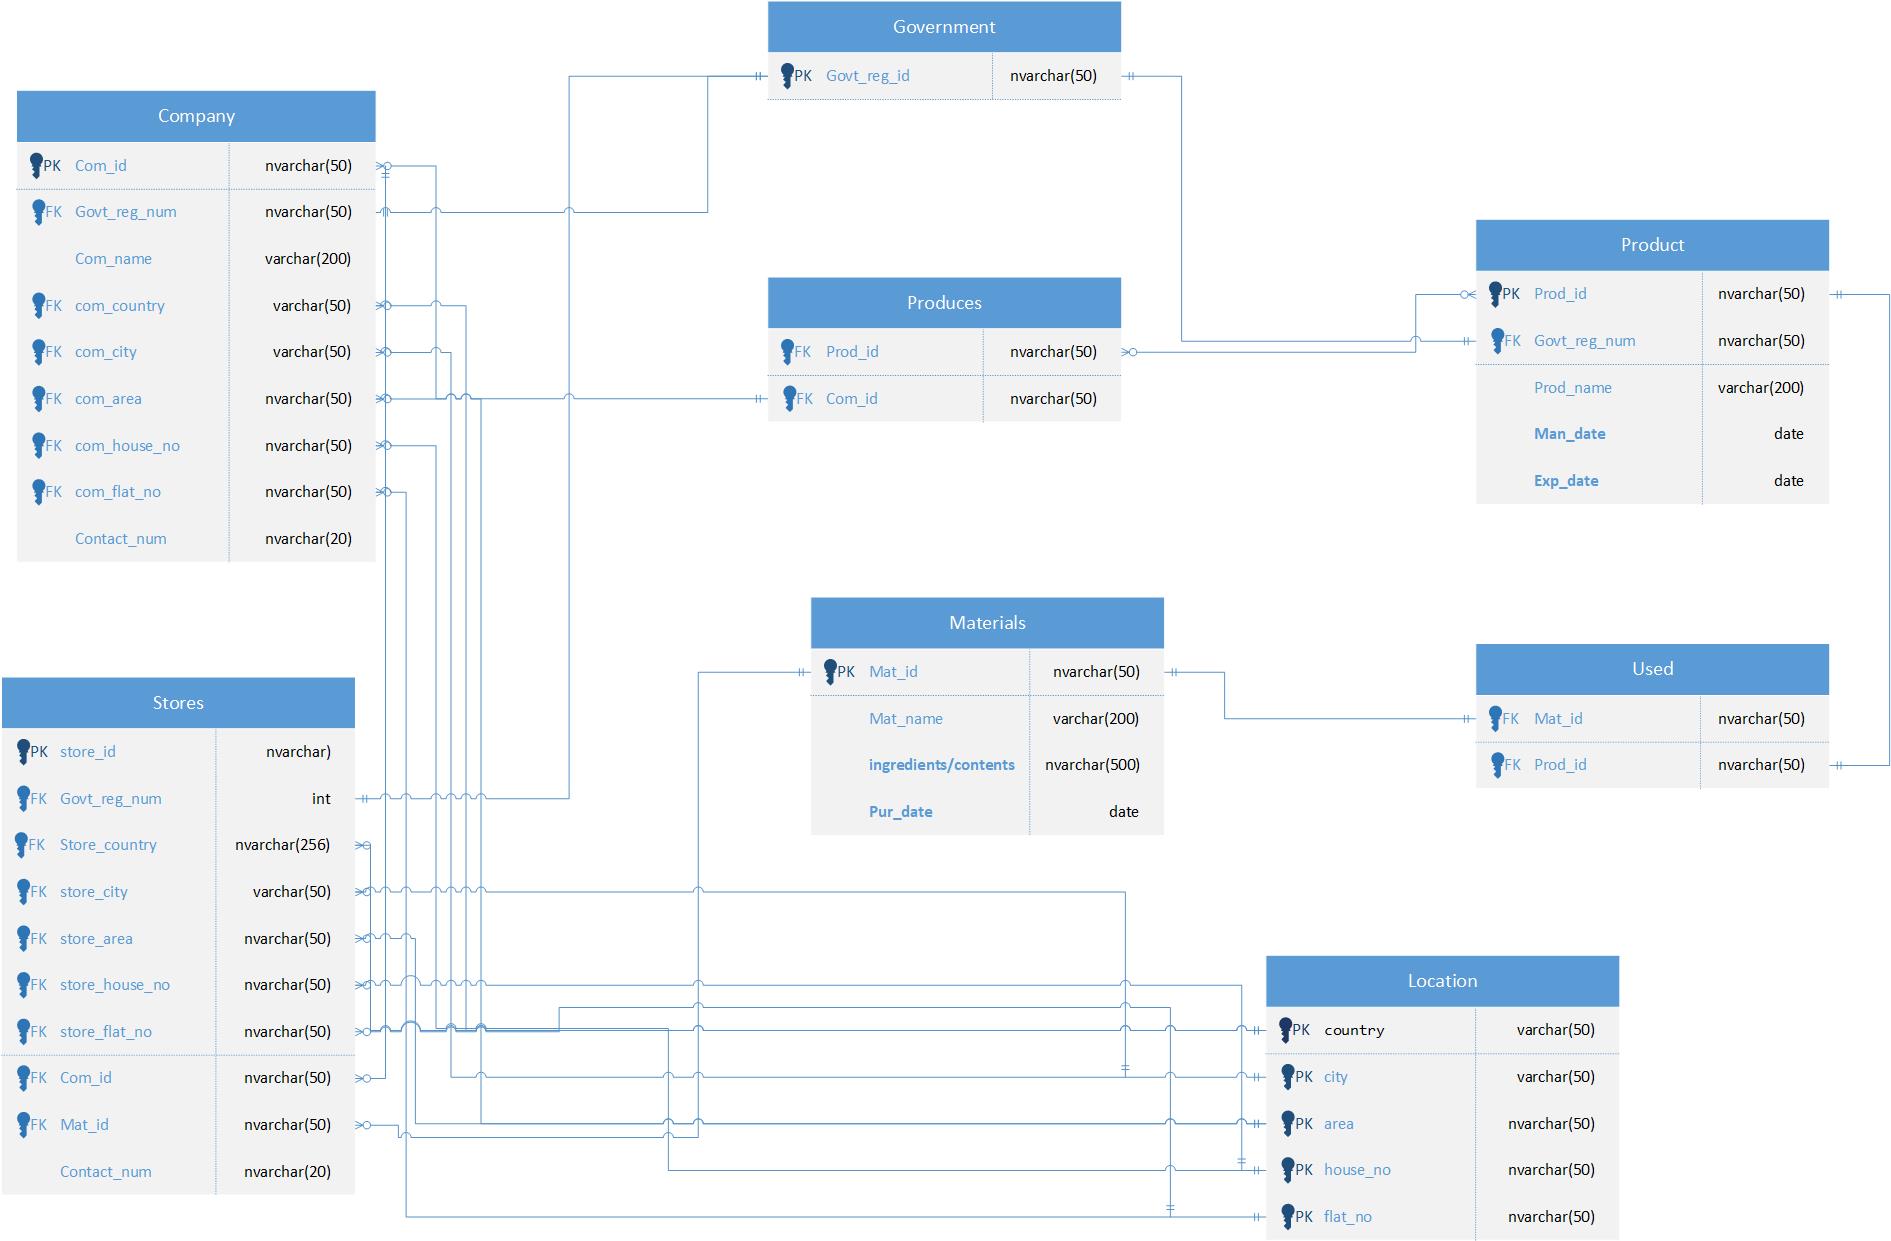 Government
PK Govt_reg_id nvarchar(50)
Company
PK Com_id nvarchar(50)
FK Govt_reg_num nvarchar(50)
Com_name varchar(200)
FK com_country varchar(50)
FK com_city varchar(50)
FK com_area nvarchar(50)
FK com_house_no nvarchar(50)
FK com_flat_no nvarchar(50)
Contact_num nvarchar(20)
Produces
FK Prod_id nvarchar(50)
FK Com_id nvarchar(50)
Product
PK Prod_id nvarchar(50)
FK Govt_reg_num nvarchar(50)
Prod_name varchar(200)
Man_date date
Exp_date date
Materials
PK Mat_id nvarchar(50)
Mat_name varchar(200)
ingredients/contents nvarchar(500)
Pur_date date
Used
FK Mat_id nvarchar(50)
FK Prod_id nvarchar(50)
Stores
PK store_id nvarchar)
FK Govt_reg_num int
FK Store_country nvarchar(256)
FK store_city varchar(50)
FK store_area nvarchar(50)
FK store_house_no nvarchar(50)
FK store_flat_no nvarchar(50)
FK Com_id nvarchar(50)
FK Mat_id nvarchar(50)
Contact_num nvarchar(20)
Location
PK country varchar(50)
PK city varchar(50)
PK area nvarchar(50)
PK house_no nvarchar(50)
PK flat_no nvarchar(50)